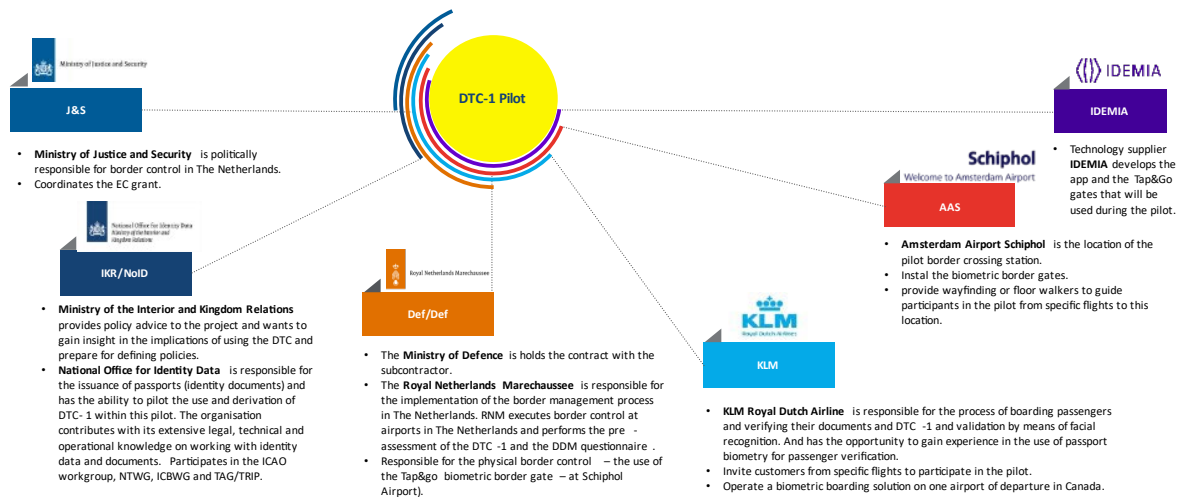 DTC-1 Pilot
Ministry of Justice and Security
J&S
• Ministry of Justice and Security is politically
responsible for border control in The Netherlands.
• Coordinates the EC grant.
National Office for Identity Data
Ministry of the Interior and
Kingdom Relations
IKR/NoID
• Ministry of the Interior and Kingdom Relations
provides policy advice to the project and wants to
gain insight in the implications of using the DTC and
prepare for defining policies.
• National Office for Identity Data is responsible for
the issuance of passports (identity documents) and
has the ability to pilot the use and derivation of
DTC- 1 within this pilot. The organisation
contributes with its extensive legal, technical and
operational knowledge on working with identity
data and documents. Participates in the ICAO
workgroup, NTWG, ICBWG and TAG/TRIP.
Royal Netherlands Marechaussee
Def/Def
• The Ministry of Defence is holds the contract with the
subcontractor.
• The Royal Netherlands Marechaussee is responsible for
the implementation of the border management process
in The Netherlands. RNM executes border control at
airports in The Netherlands and performs the pre -
assessment of the DTC -1 and the DDM questionnaire .
• Responsible for the physical border control – the use of
the Tap&go biometric border gate – at Schiphol
Airport).
KLM
Royal Dutch Airlines
KLM
• KLM Royal Dutch Airline is responsible for the process of boarding passengers
and verifying their documents and DTC -1 and validation by means of facial
recognition. And has the opportunity to gain experience in the use of passport
biometry for passenger verification.
• Invite customers from specific flights to participate in the pilot.
• Operate a biometric boarding solution on one airport of departure in Canada.
Schiphol
Welcome to Amsterdam Airport
AAS
• Amsterdam Airport Schiphol is the location of the
pilot border crossing station.
• Instal the biometric border gates.
• provide wayfinding or floor walkers to guide
participants in the pilot from specific flights to this
location.
IDEMIA
IDEMIA
• Technology supplier
IDEMIA develops the
app and the Tap&Go
gates that will be
used during the pilot.